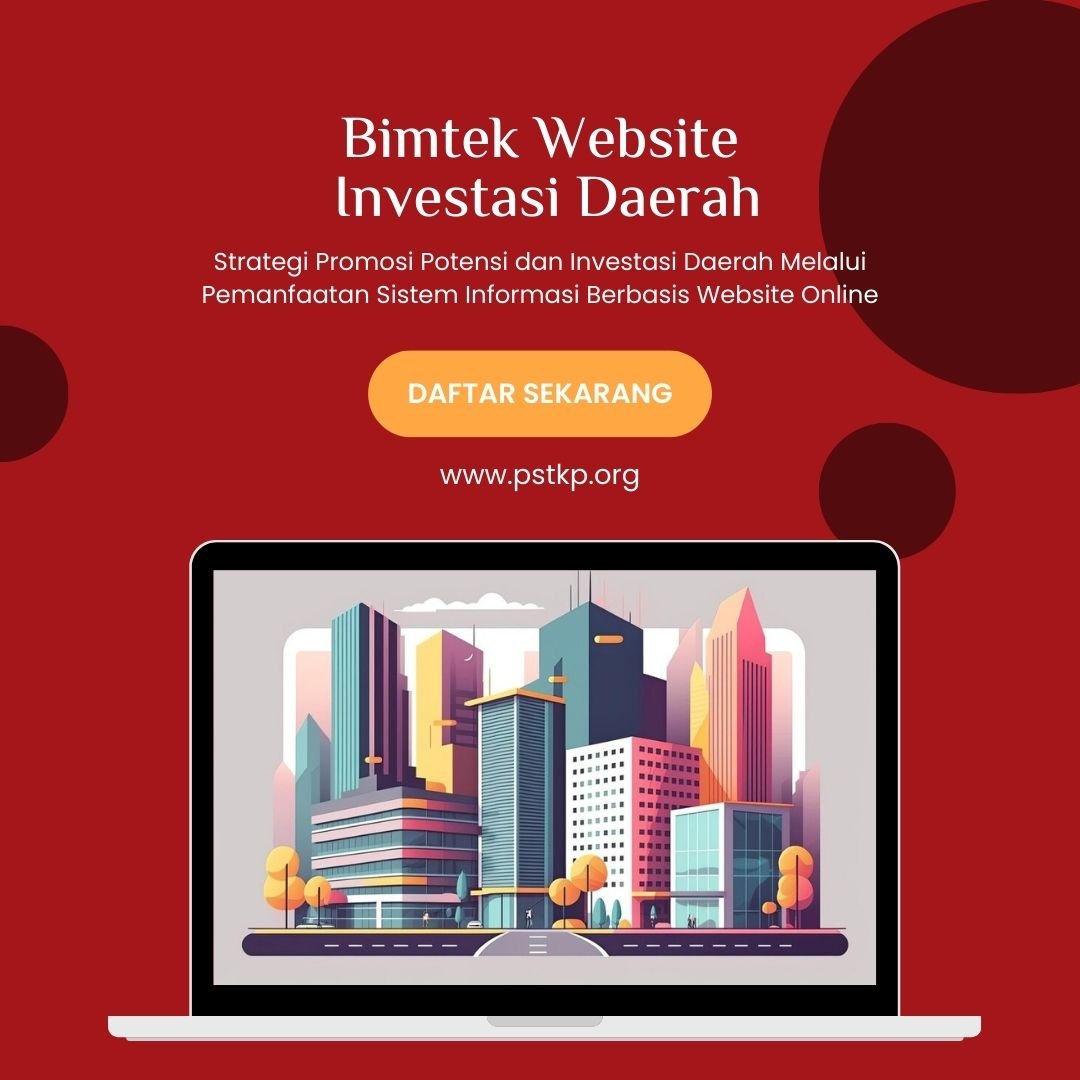 Bimtek Website
Investasi Daerah
Strategi Promosi Potensi dan Investasi Daerah Melalui
Pemanfaatan Sistem Informasi Berbasis Website Online
DAFTAR SEKARANG
www.pstkp.org